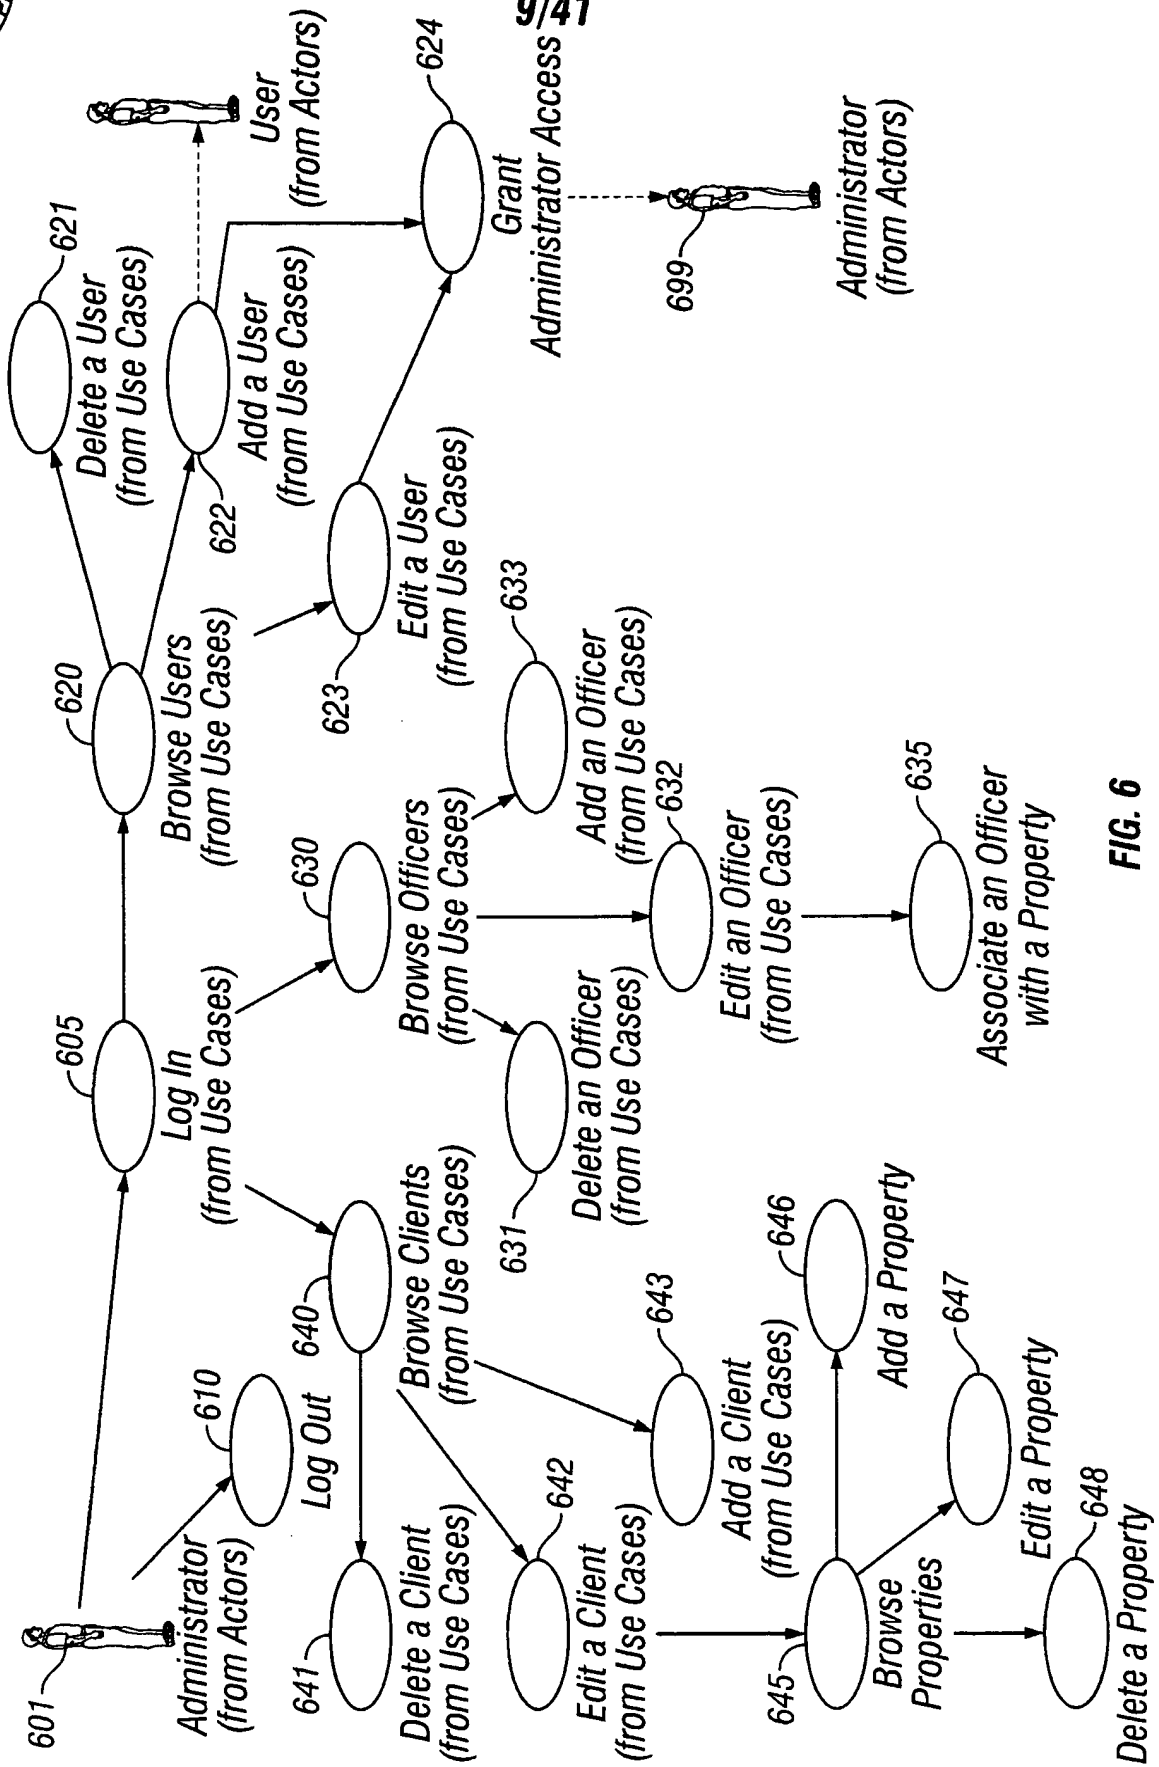 9/41
601
Administrator
(from Actors)
610
Log Out
605
Log In
(from Use Cases)
620
Browse Users
(from Use Cases)
621
Delete a User
(from Use Cases)
622
Add a User
(from Use Cases)
User
(from Actors)
623
Edit a User
(from Use Cases)
624
Grant
Administrator Access
699
Administrator
(from Actors)
630
Browse Officers
(from Use Cases)
631
Delete an Officer
(from Use Cases)
633
Add an Officer
(from Use Cases)
632
Edit an Officer
(from Use Cases)
635
Associate an Officer
with a Property
640
Browse Clients
(from Use Cases)
641
Delete a Client
(from Use Cases)
642
Edit a Client
(from Use Cases)
643
Add a Client
(from Use Cases)
645
Browse
Properties
646
Add a Property
647
Edit a Property
648
Delete a Property
FIG. 6